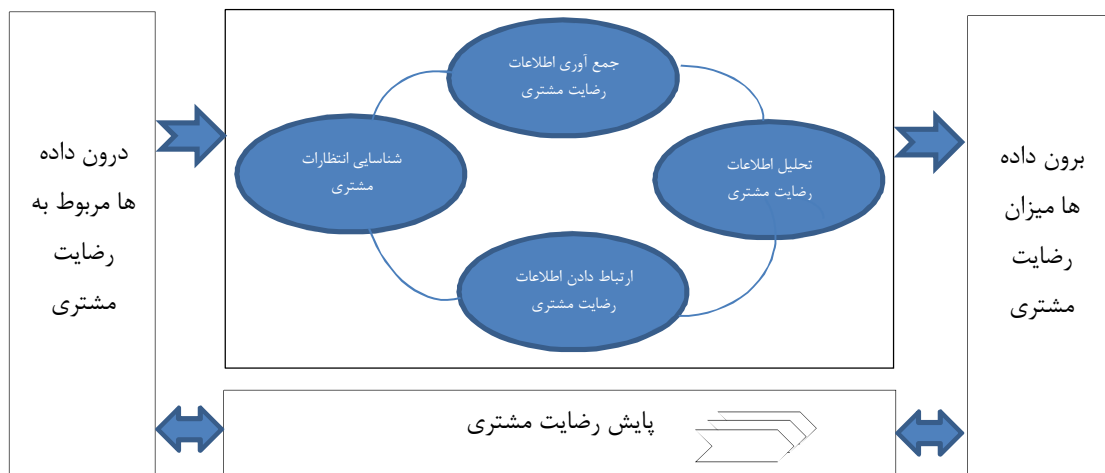 درون داده
ها مربوط به
رضایت
مشتری
جمع آوری اطلاعات
رضایت مشتری
شناسایی انتظارات
مشتری
تحلیل اطلاعات
رضایت مشتری
ارتباط دادن اطلاعات
رضایت مشتری
برون داده
ها میزان
رضایت
مشتری
پایش رضایت مشتری